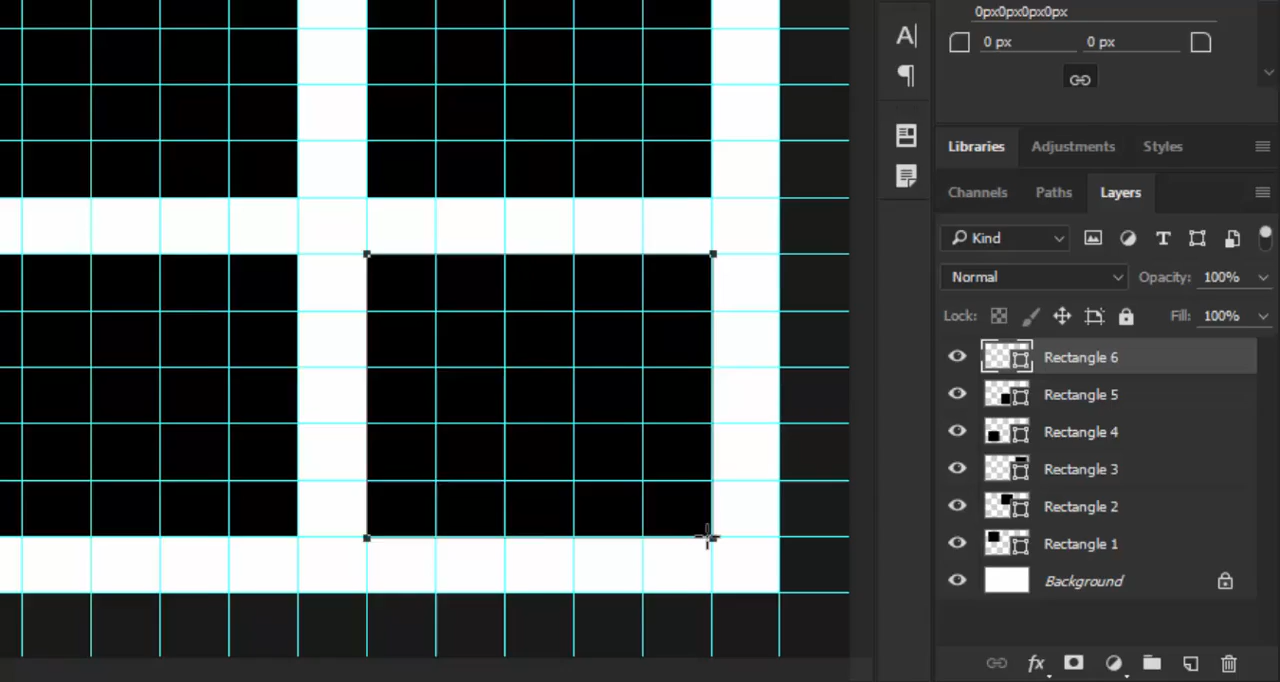 0px0px0px0px
0 px 0 px
Libraries Adjustments Styles
Channels Paths Layers
Kind
Normal Opacity: 100%
Lock: Fill: 100%
Rectangle 6
Rectangle 5
Rectangle 4
Rectangle 3
Rectangle 2
Rectangle 1
Background
fx